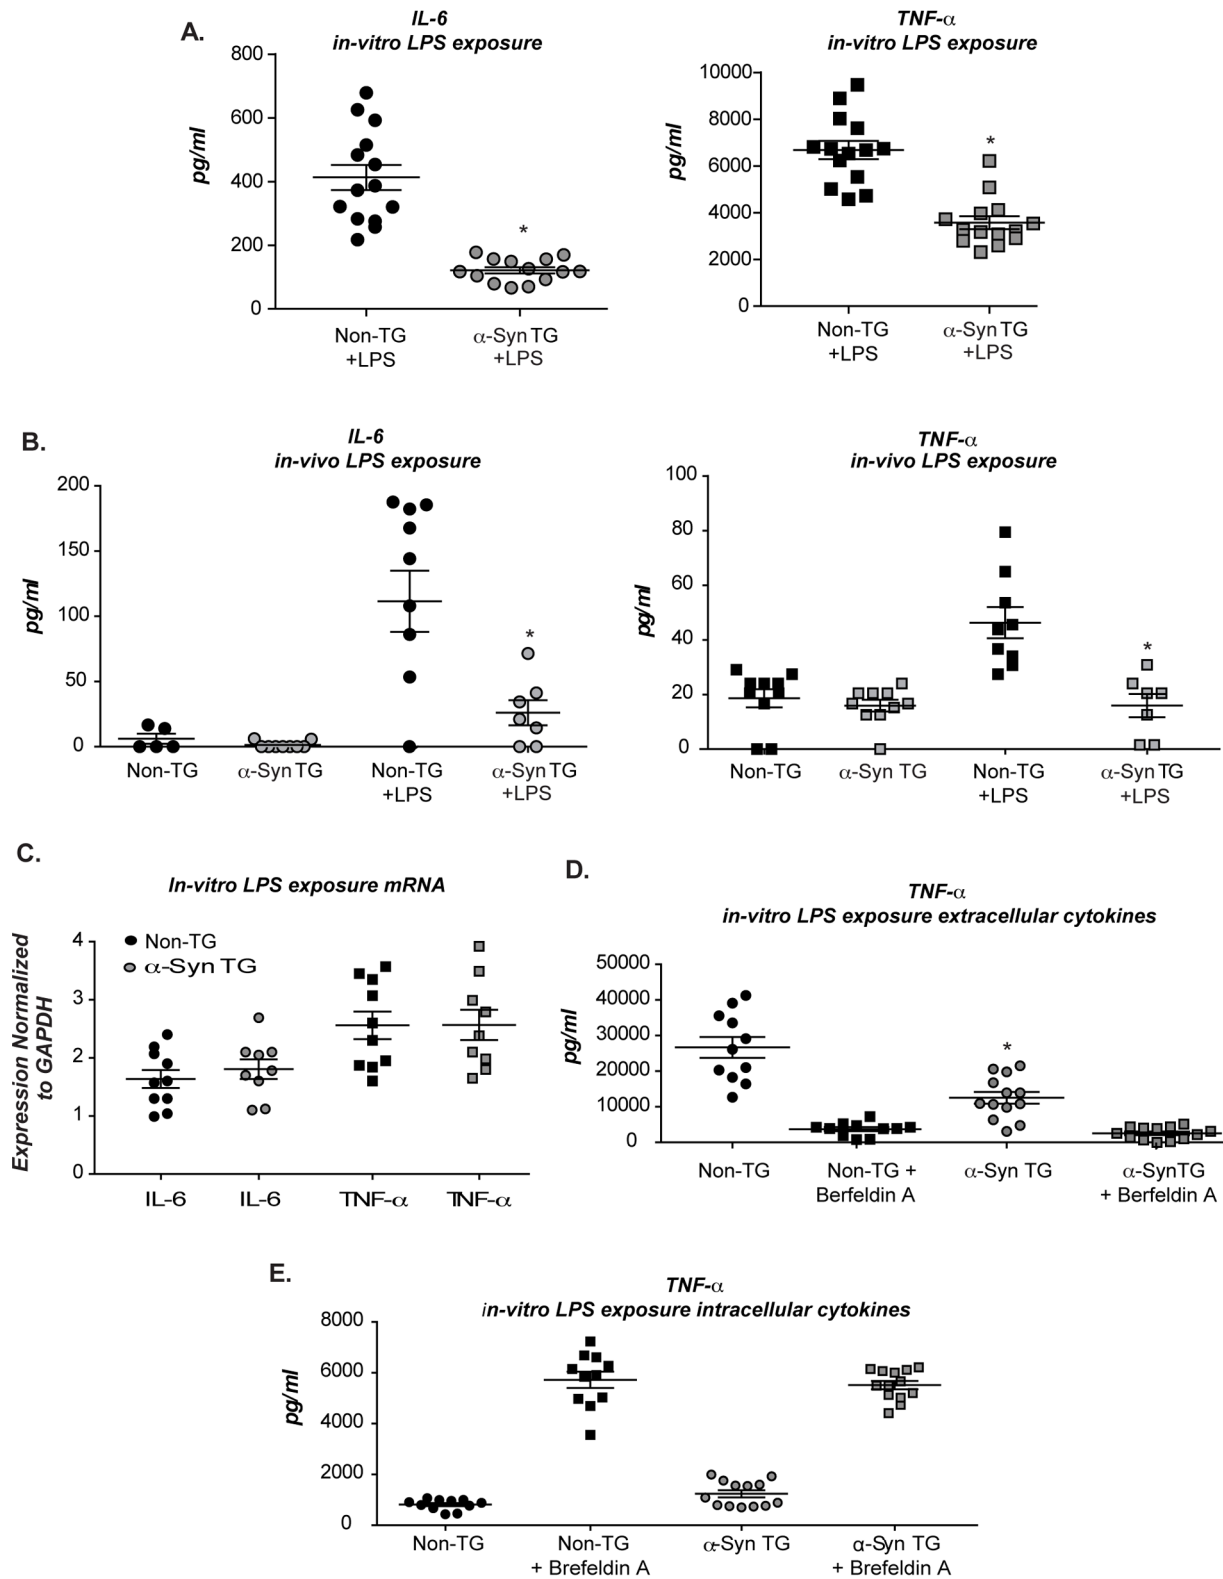 A.
IL-6
in-vitro LPS exposure
800
600
400
200
0
pg/ml
*
Non-TG
+LPS
α-Syn TG
+LPS
TNF-α
in-vitro LPS exposure
10000
8000
6000
4000
2000
0
pg/ml
*
Non-TG
+LPS
α-Syn TG
+LPS
B.
IL-6
in-vivo LPS exposure
200
150
100
50
0
pg/ml
*
Non-TG
α-Syn TG
Non-TG
+LPS
α-Syn TG
+LPS
TNF-α
in-vivo LPS exposure
100
80
60
40
20
0
pg/ml
*
Non-TG
α-Syn TG
Non-TG
+LPS
α-Syn TG
+LPS
C.
In-vitro LPS exposure mRNA
Expression Normalized
to GAPDH
4
3
2
1
0
Non-TG
α-Syn TG
IL-6
IL-6
TNF-α
TNF-α
D.
TNF-α
in-vitro LPS exposure extracellular cytokines
50000
40000
30000
20000
10000
0
pg/ml
*
Non-TG
Non-TG +
Berfeldin A
α-Syn TG
α-SynTG
+ Berfeldin A
E.
TNF-α
in-vitro LPS exposure intracellular cytokines
8000
6000
4000
2000
0
pg/ml
Non-TG
Non-TG
+ Brefeldin A
α-Syn TG
α-Syn TG
+ Brefeldin A